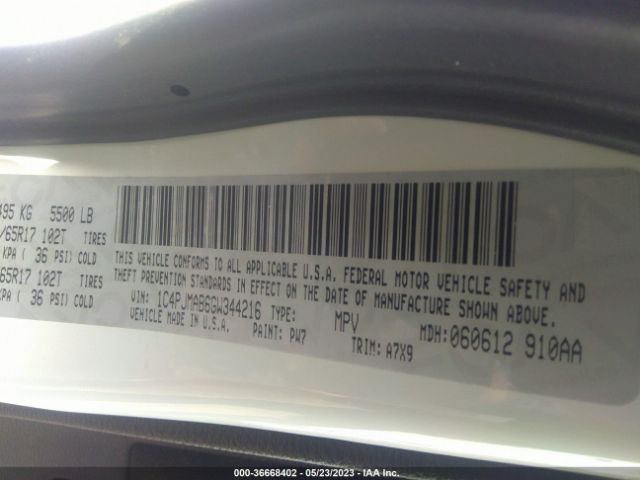 495 KG 5500 LB
/65R17 102T TIRES
KPA ( 36 PSI) COLD
65R17 102T TIRES
KPA ( 36 PSI) COLD
THIS VEHICLE CONFORMS TO ALL APPLICABLE U.S.A. FEDERAL MOTOR VEHICLE SAFETY AND
THEFT PREVENTION STANDARDS IN EFFECT ON THE DATE OF MANUFACTURE SHOWN ABOVE.
VIN: 1C4PJMAB6GW344216 TYPE: MPV MDH: 060612 910AA
VEHICLE MADE IN U.S.A. PAINT: PW7 TRIM: A7X9
000-36668402 - 05/23/2023 - IAA Inc.